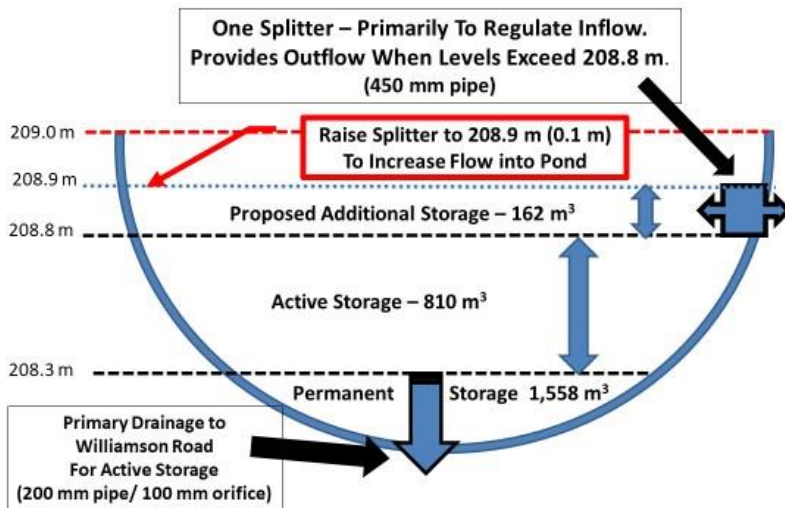 One Splitter – Primarily To Regulate Inflow.
Provides Outflow When Levels Exceed 208.8 m.
(450 mm pipe)
209.0 m
Raise Splitter to 208.9 m (0.1 m)
To Increase Flow into Pond
208.9 m
Proposed Additional Storage – 162 m³
208.8 m
Active Storage – 810 m³
208.3 m
Permanent Storage 1,558 m³
Primary Drainage to
Williamson Road
For Active Storage
(200 mm pipe/ 100 mm orifice)